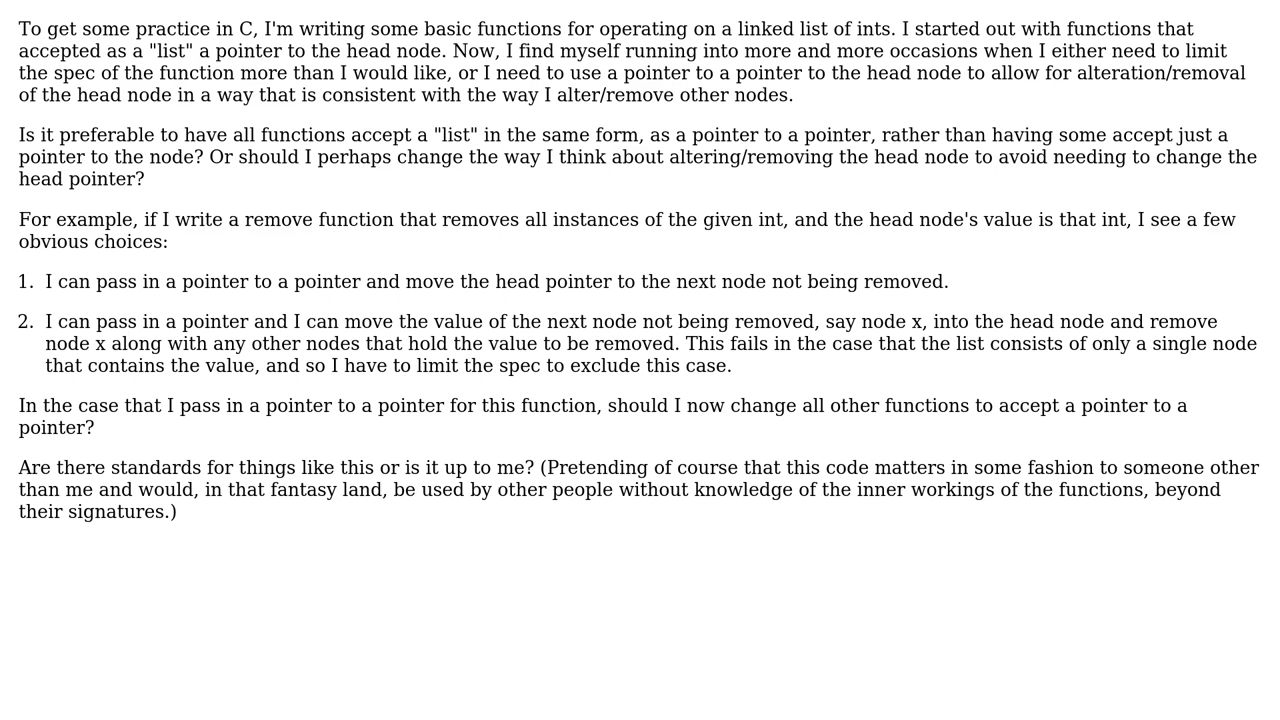 To get some practice in C, I'm writing some basic functions for operating on a linked list of ints. I started out with functions that
accepted as a "list" a pointer to the head node. Now, I find myself running into more and more occasions when I either need to limit
the spec of the function more than I would like, or I need to use a pointer to a pointer to the head node to allow for alteration/removal
of the head node in a way that is consistent with the way I alter/remove other nodes.
Is it preferable to have all functions accept a "list" in the same form, as a pointer to a pointer, rather than having some accept just a
pointer to the node? Or should I perhaps change the way I think about altering/removing the head node to avoid needing to change the
head pointer?
For example, if I write a remove function that removes all instances of the given int, and the head node's value is that int, I see a few
obvious choices:
1. I can pass in a pointer to a pointer and move the head pointer to the next node not being removed.
2. I can pass in a pointer and I can move the value of the next node not being removed, say node x, into the head node and remove
node x along with any other nodes that hold the value to be removed. This fails in the case that the list consists of only a single node
that contains the value, and so I have to limit the spec to exclude this case.
In the case that I pass in a pointer to a pointer for this function, should I now change all other functions to accept a pointer to a
pointer?
Are there standards for things like this or is it up to me? (Pretending of course that this code matters in some fashion to someone other
than me and would, in that fantasy land, be used by other people without knowledge of the inner workings of the functions, beyond
their signatures.)